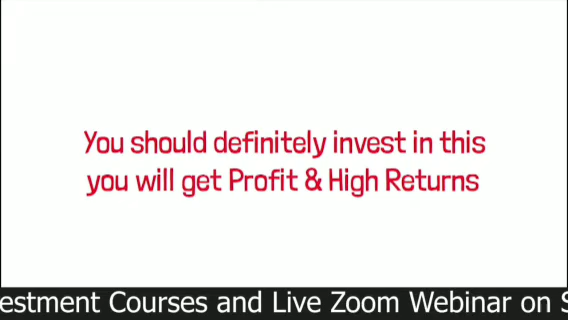 You should definitely invest in this
you will get Profit & High Returns
estment Courses and Live Zoom Webinar on S